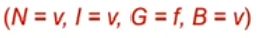 (N = v, I = v, G = f, B = v)